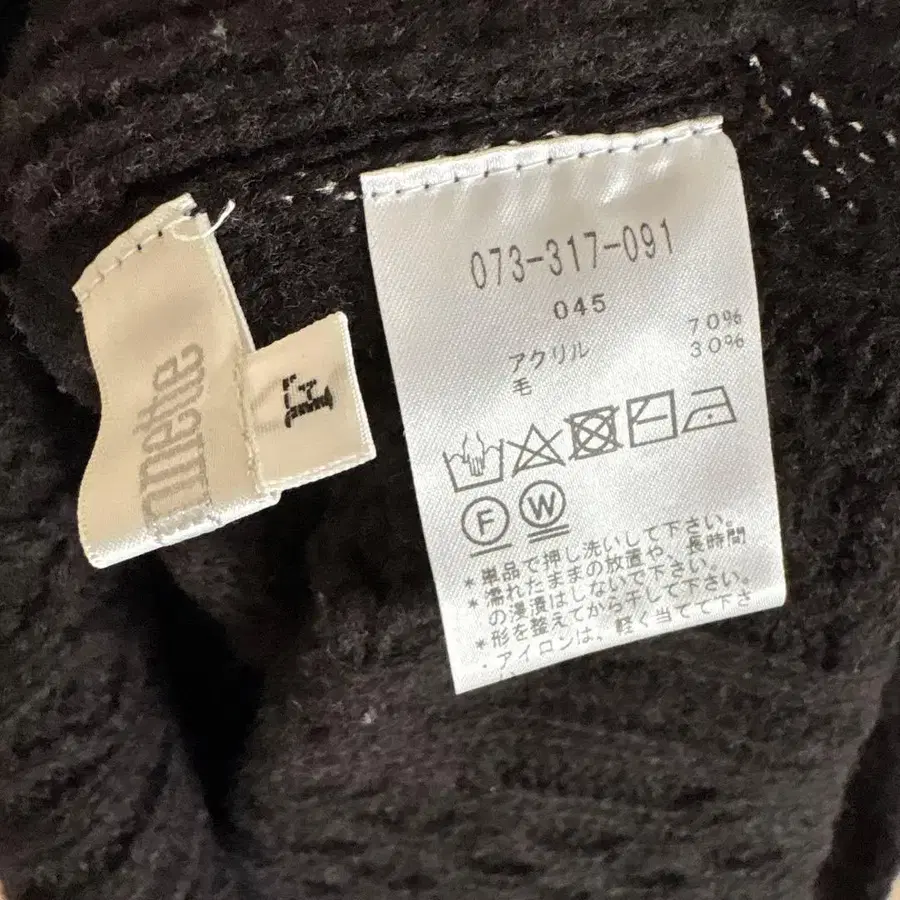 nnette
F
073-317-091
045
アクリル 70%
毛 30%
F W
*単品で押し洗いして下さい。
*濡れたままの放置や、長時間
の浸漬はしないで下さい。
*形を整えてから干して下さい。
・アイロンは、軽く当てて下さ
い